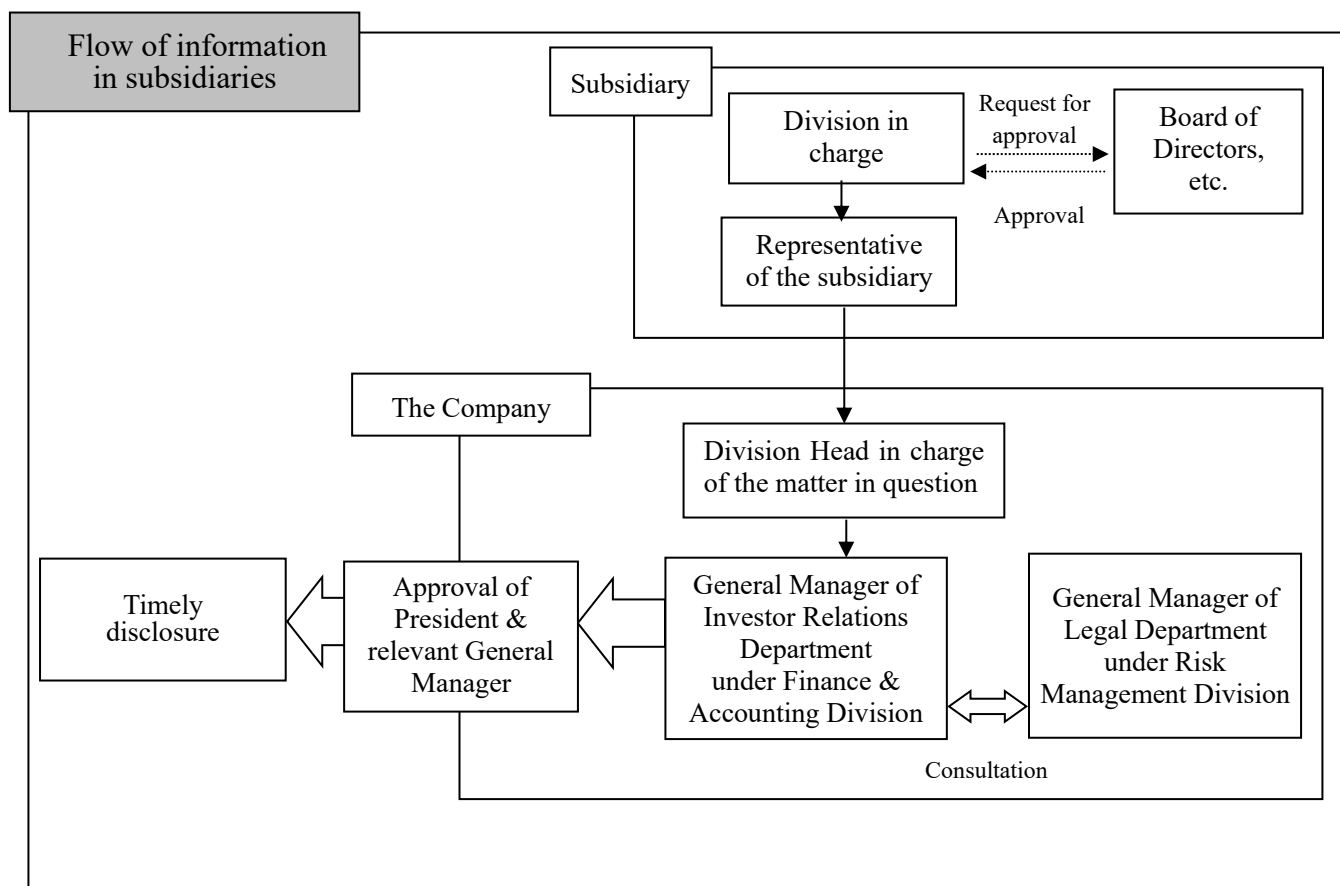 Flow of information
in subsidiaries
Subsidiary
Division in
charge
Request for
approval
Board of
Directors,
etc.
Approval
Representative
of the subsidiary
The Company
Division Head in charge
of the matter in question
Timely
disclosure
Approval of
President &
relevant General
Manager
General Manager of
Investor Relations
Department
under Finance &
Accounting Division
General Manager of
Legal Department
under Risk
Management Division
Consultation